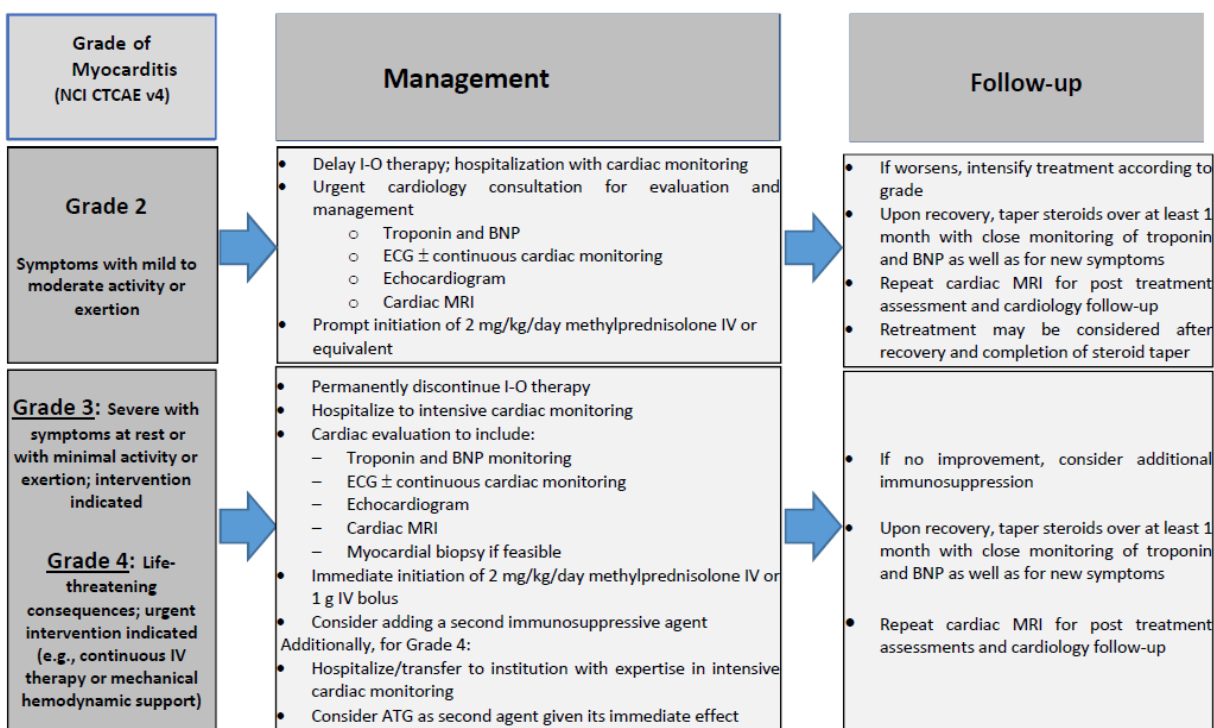 Grade of
Myocarditis
(NCI CTCAE v4)
Management
Follow-up
Grade 2
Symptoms with mild to
moderate activity or
exertion
• Delay I-O therapy; hospitalization with cardiac monitoring
• Urgent cardiology consultation for evaluation and
management
o Troponin and BNP
o ECG ± continuous cardiac monitoring
o Echocardiogram
o Cardiac MRI
• Prompt initiation of 2 mg/kg/day methylprednisolone IV or
equivalent
• If worsens, intensify treatment according to
grade
• Upon recovery, taper steroids over at least 1
month with close monitoring of troponin
and BNP as well as for new symptoms
• Repeat cardiac MRI for post treatment
assessment and cardiology follow-up
• Retreatment may be considered after
recovery and completion of steroid taper
Grade 3: Severe with
symptoms at rest or
with minimal activity or
exertion; intervention
indicated
Grade 4: Life-
threatening
consequences; urgent
intervention indicated
(e.g., continuous IV
therapy or mechanical
hemodynamic support)
• Permanently discontinue I-O therapy
• Hospitalize to intensive cardiac monitoring
• Cardiac evaluation to include:
– Troponin and BNP monitoring
– ECG ± continuous cardiac monitoring
– Echocardiogram
– Cardiac MRI
– Myocardial biopsy if feasible
• Immediate initiation of 2 mg/kg/day methylprednisolone IV or
1 g IV bolus
• Consider adding a second immunosuppressive agent
Additionally, for Grade 4:
• Hospitalize/transfer to institution with expertise in intensive
cardiac monitoring
• Consider ATG as second agent given its immediate effect
• If no improvement, consider additional
immunosuppression
• Upon recovery, taper steroids over at least 1
month with close monitoring of troponin
and BNP as well as for new symptoms
• Repeat cardiac MRI for post treatment
assessments and cardiology follow-up